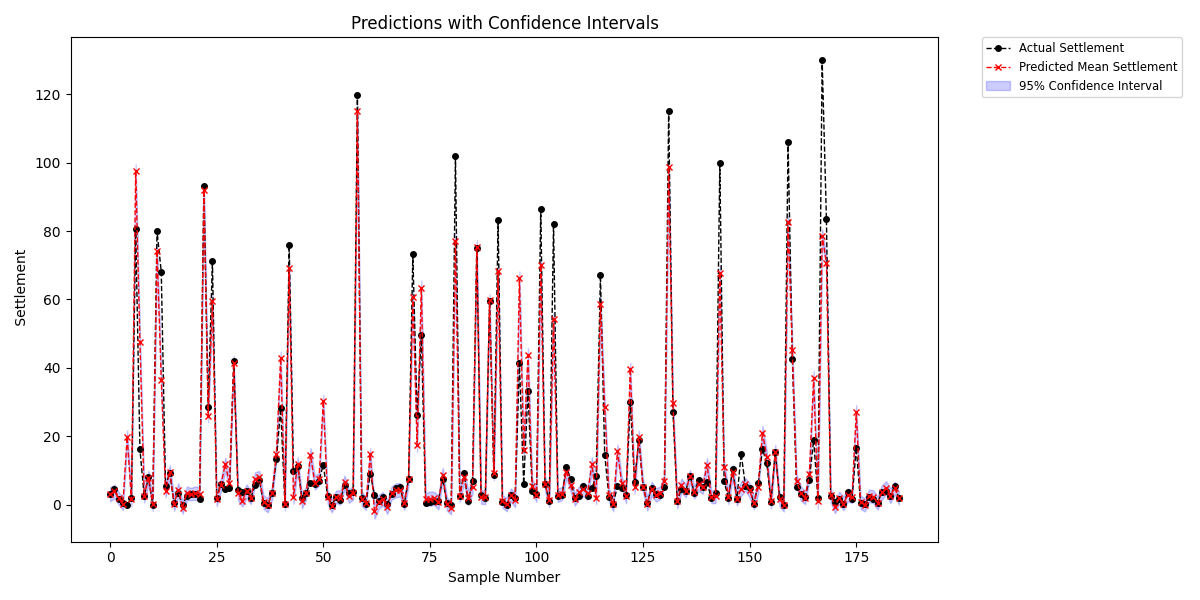 Predictions with Confidence Intervals
Actual Settlement
Predicted Mean Settlement
95% Confidence Interval
Settlement
120
100
80
60
40
20
0
0 25 50 75 100 125 150 175
Sample Number